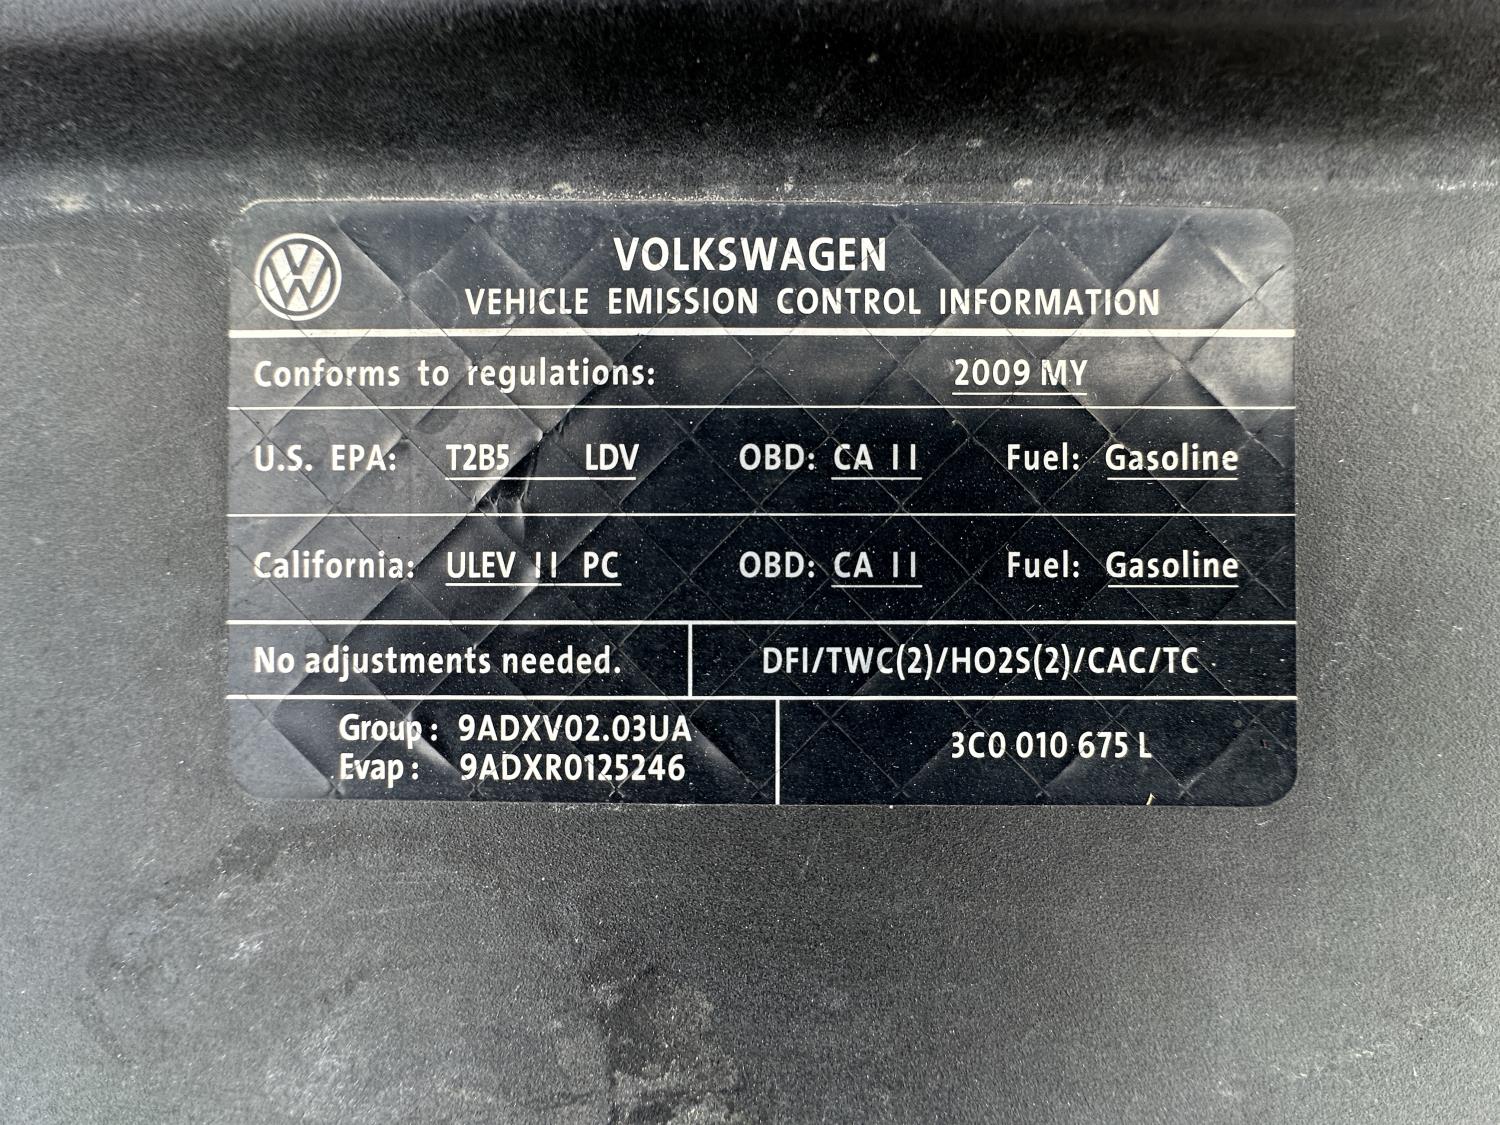 VOLKSWAGEN
VEHICLE EMISSION CONTROL INFORMATION
Conforms to regulations: 2009 MY
U.S. EPA: T2B5 LDV OBD: CA II Fuel: Gasoline
California: ULEV II PC OBD: CA II Fuel: Gasoline
No adjustments needed. DFI/TWC(2)/HO2S(2)/CAC/TC
Group: 9ADXV02.03UA
Evap: 9ADXR0125246
3C0 010 675 L